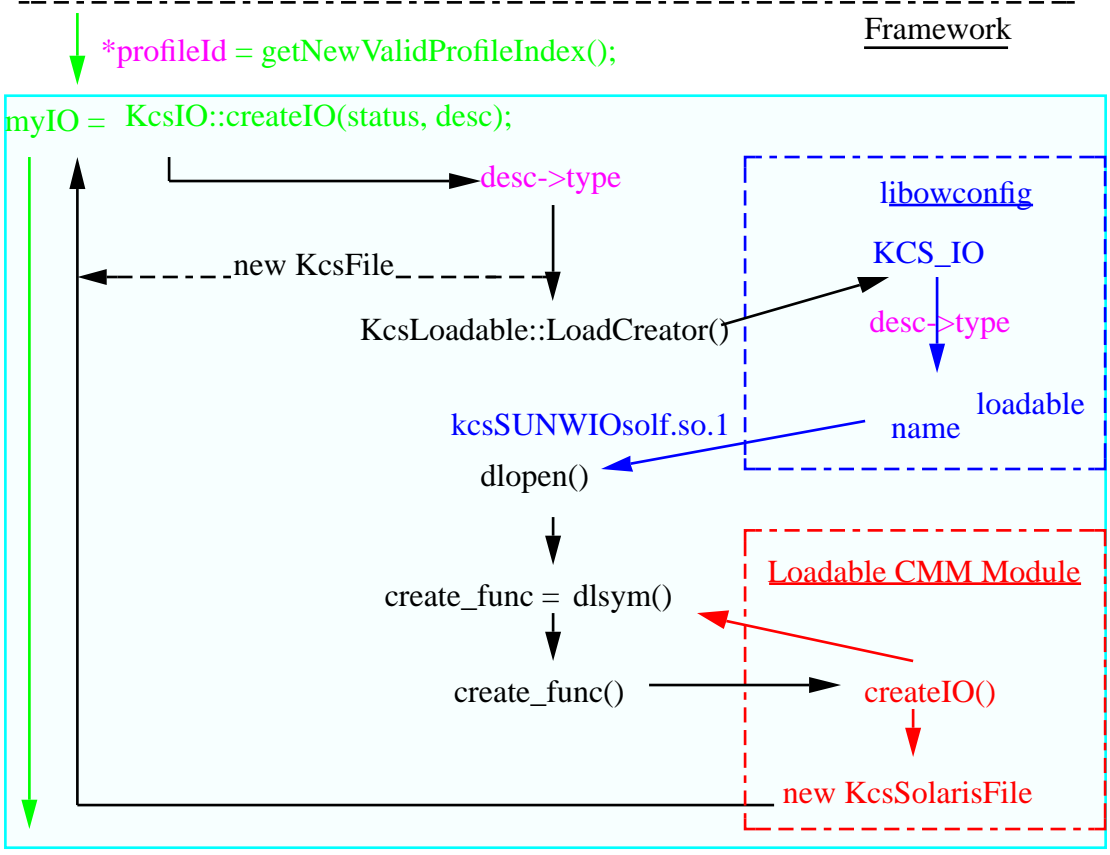 Framework
*profileId = getNewValidProfileIndex();
myIO = KcsIO::createIO(status, desc);
desc->type
libowconfig
KCS_IO
new KcsFile
KcsLoadable::LoadCreator()
desc->type
loadable
name
kcsSUNWIOsolf.so.1
dlopen()
Loadable CMM Module
create_func = dlsym()
create_func()
createIO()
new KcsSolarisFile